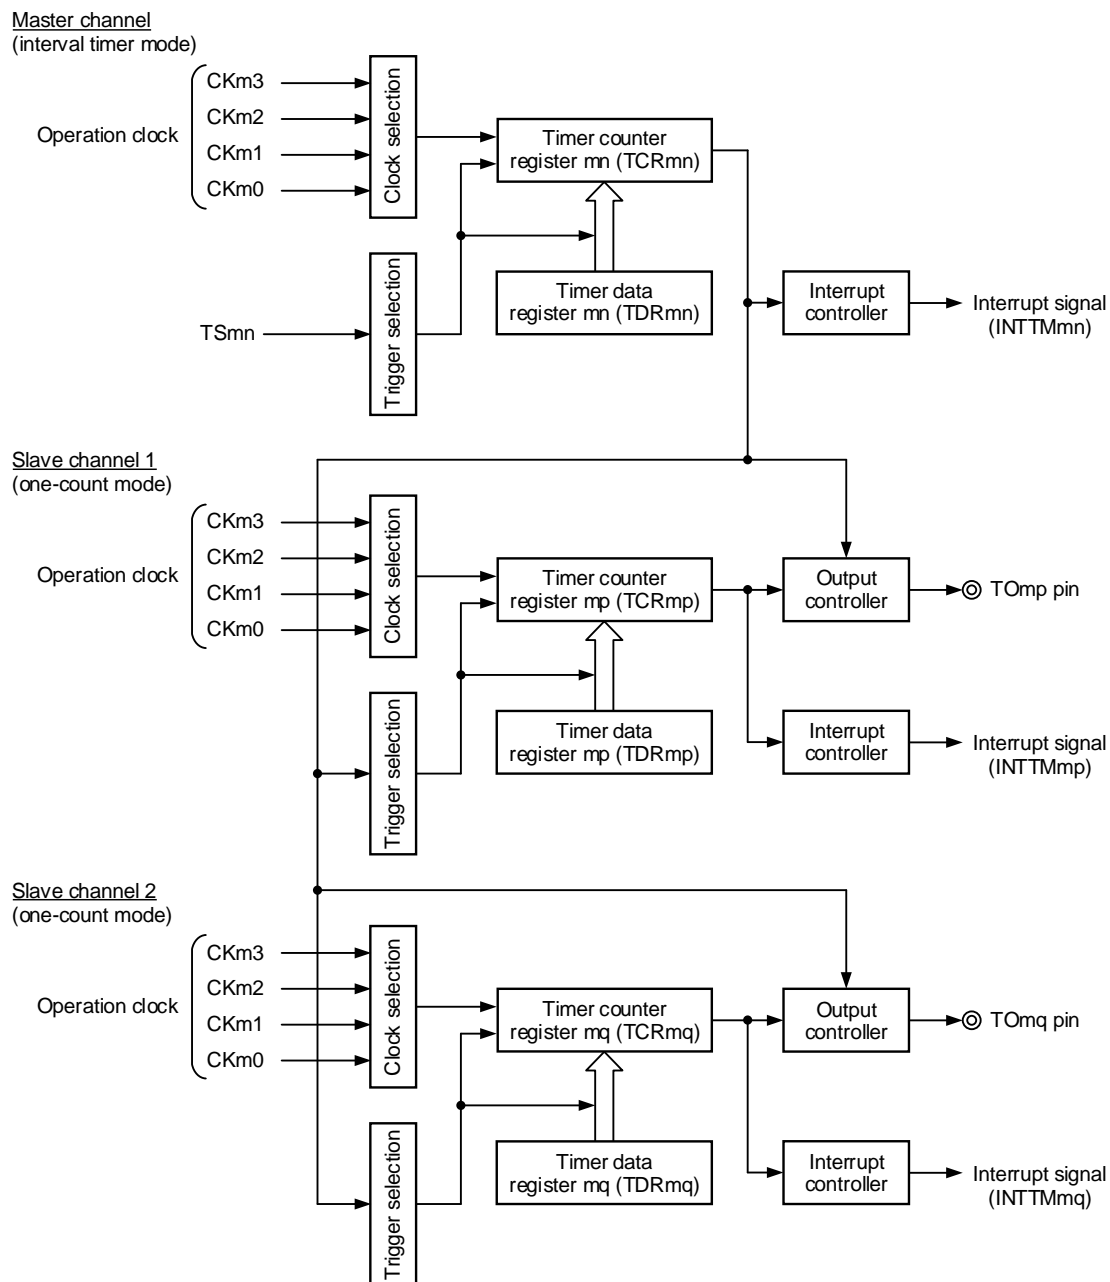 Master channel
(interval timer mode)
CKm3
CKm2
Operation clock
CKm1
CKm0
Clock selection
Timer counter
register mn (TCRmn)
TSmn
Trigger selection
Timer data
register mn (TDRmn)
Interrupt
controller
Interrupt signal
(INTTMmn)
Slave channel 1
(one-count mode)
CKm3
CKm2
Operation clock
CKm1
CKm0
Clock selection
Timer counter
register mp (TCRmp)
Output
controller
TOmp pin
Trigger selection
Timer data
register mp (TDRmp)
Interrupt
controller
Interrupt signal
(INTTMmp)
Slave channel 2
(one-count mode)
CKm3
CKm2
Operation clock
CKm1
CKm0
Clock selection
Timer counter
register mq (TCRmq)
Output
controller
TOmq pin
Trigger selection
Timer data
register mq (TDRmq)
Interrupt
controller
Interrupt signal
(INTTMmq)